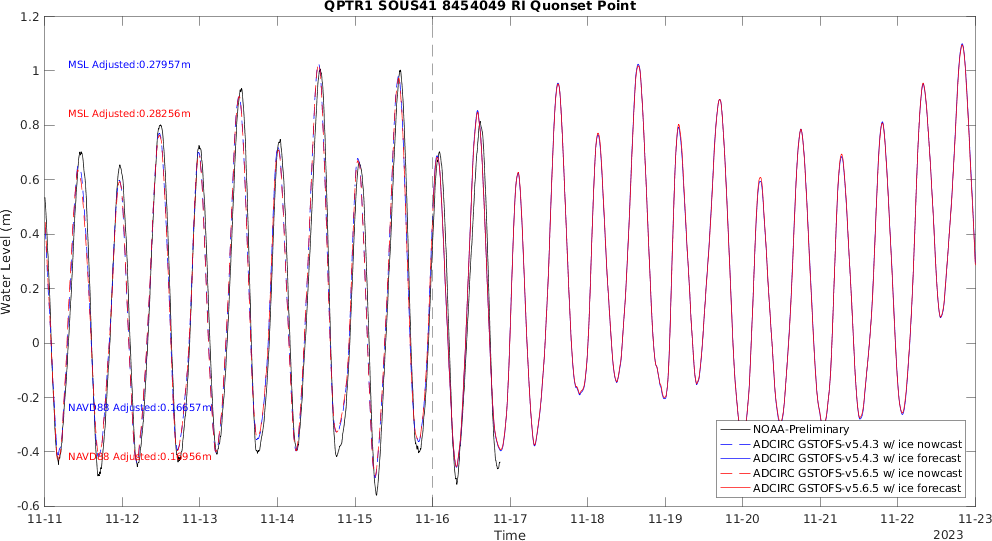 QPTR1 SOUS41 8454049 RI Quonset Point
1.2
1
0.8
0.6
0.4
0.2
0
-0.2
-0.4
-0.6
Water Level (m)
MSL Adjusted:0.27957m
MSL Adjusted:0.28256m
NAVD88 Adjusted:0.16657m
NAVD88 Adjusted:
NOAA-Preliminary
ADCIRC GSTOFS-v5.4.3 w/ ice nowcast
ADCIRC GSTOFS-v5.4.3 w/ ice forecast
ADCIRC GSTOFS-v5.6.5 w/ ice nowcast
ADCIRC GSTOFS-v5.6.5 w/ ice forecast
11-11 11-12 11-13 11-14 11-15 11-16 11-17 11-18 11-19 11-20 11-21 11-22 11-23
Time
2023